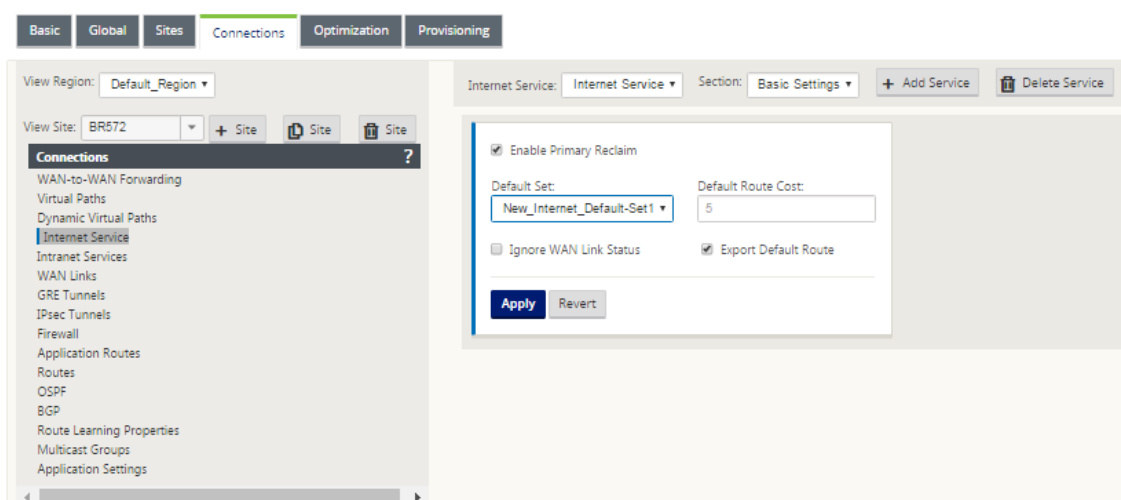 Basic Global Sites Connections Optimization Provisioning
View Region: Default_Region
View Site: BR572 + Site Site Site
Connections ?
WAN-to-WAN Forwarding
Virtual Paths
Dynamic Virtual Paths
Internet Service
Intranet Services
WAN Links
GRE Tunnels
IPsec Tunnels
Firewall
Application Routes
Routes
OSPF
BGP
Route Learning Properties
Multicast Groups
Application Settings
Internet Service: Internet Service Section: Basic Settings + Add Service Delete Service
Enable Primary Reclaim
Default Set: Default Route Cost:
New_Internet_Default-Set1 5
Ignore WAN Link Status Export Default Route
Apply Revert